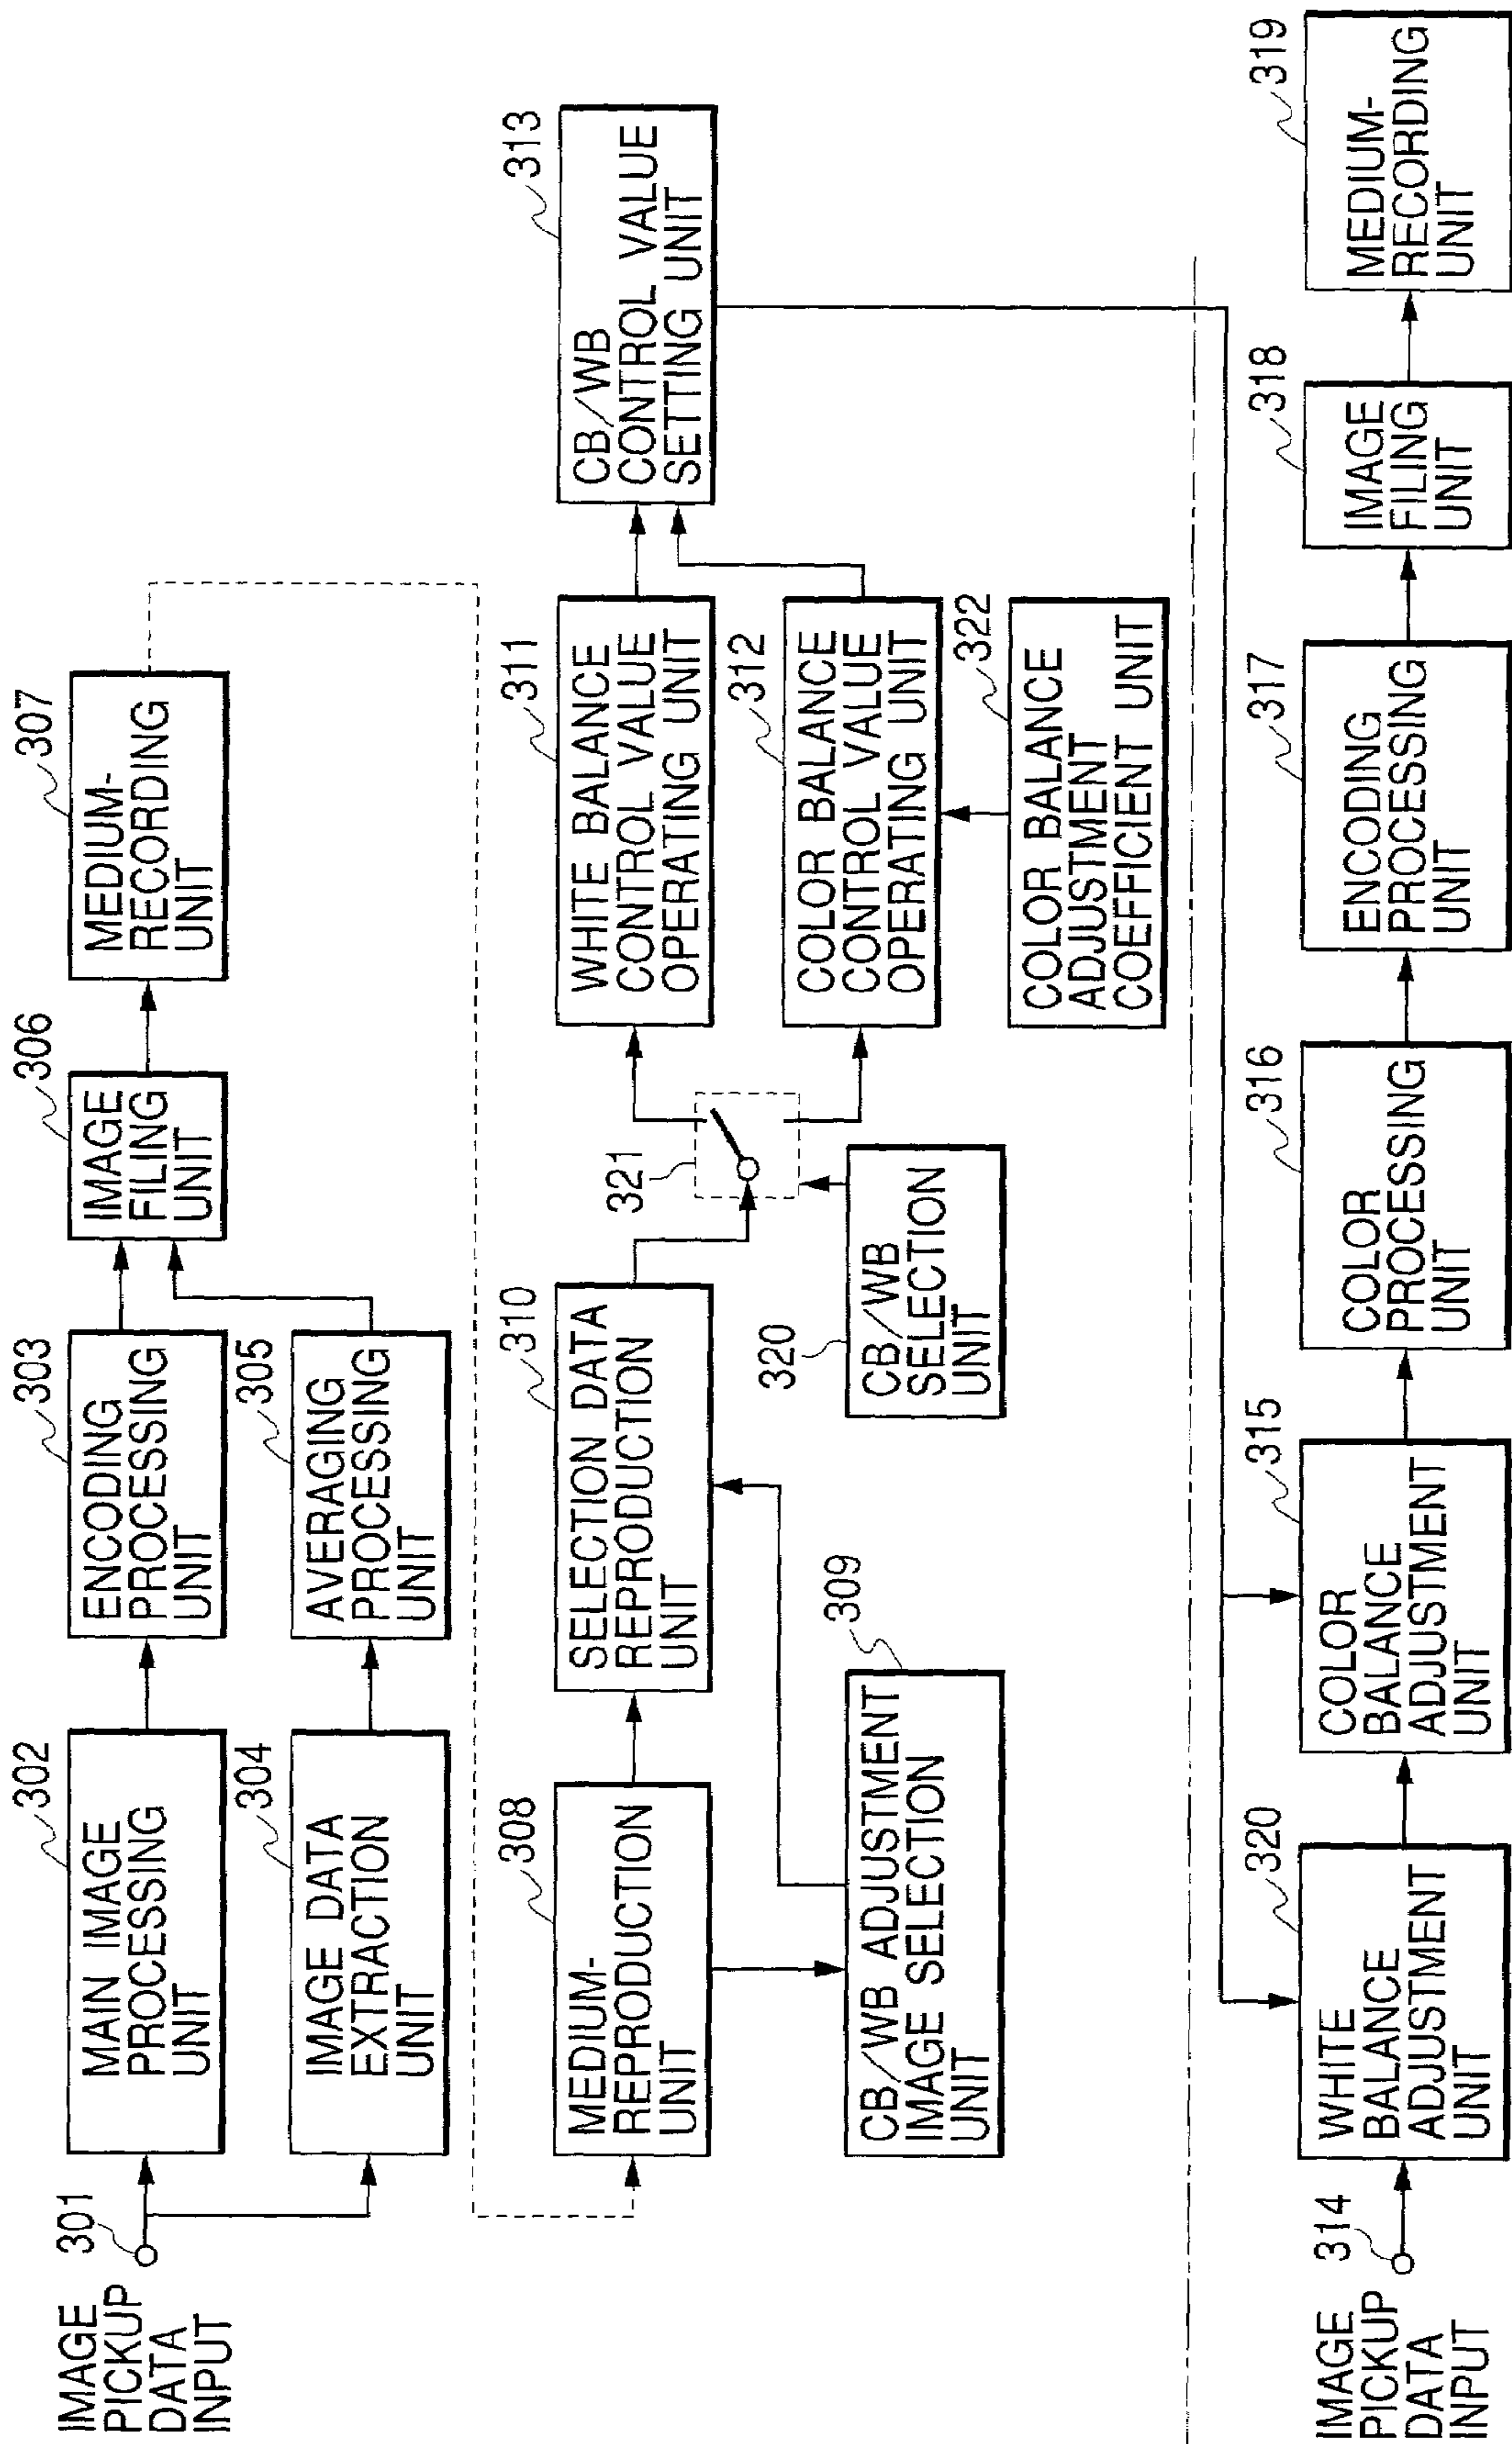 IMAGE
PICKUP
DATA
INPUT
301
302
MAIN IMAGE
PROCESSING
UNIT
303
ENCODING
PROCESSING
UNIT
304
IMAGE DATA
EXTRACTION
UNIT
305
AVERAGING
PROCESSING
UNIT
306
IMAGE
FILING
UNIT
307
MEDIUM-
RECORDING
UNIT
308
MEDIUM-
REPRODUCTION
UNIT
309
CB/WB ADJUSTMENT
IMAGE SELECTION
UNIT
310
SELECTION DATA
REPRODUCTION
UNIT
321
320
CB/WB
SELECTION
UNIT
311
WHITE BALANCE
CONTROL VALUE
OPERATING UNIT
312
COLOR BALANCE
CONTROL VALUE
OPERATING UNIT
322
COLOR BALANCE
ADJUSTMENT
COEFFICIENT UNIT
313
CB/WB
CONTROL VALUE
SETTING UNIT
IMAGE
PICKUP
DATA
INPUT
314
320
WHITE
BALANCE
ADJUSTMENT
UNIT
315
COLOR
BALANCE
ADJUSTMENT
UNIT
316
COLOR
PROCESSING
UNIT
317
ENCODING
PROCESSING
UNIT
318
IMAGE
FILING
UNIT
319
MEDIUM-
RECORDING
UNIT